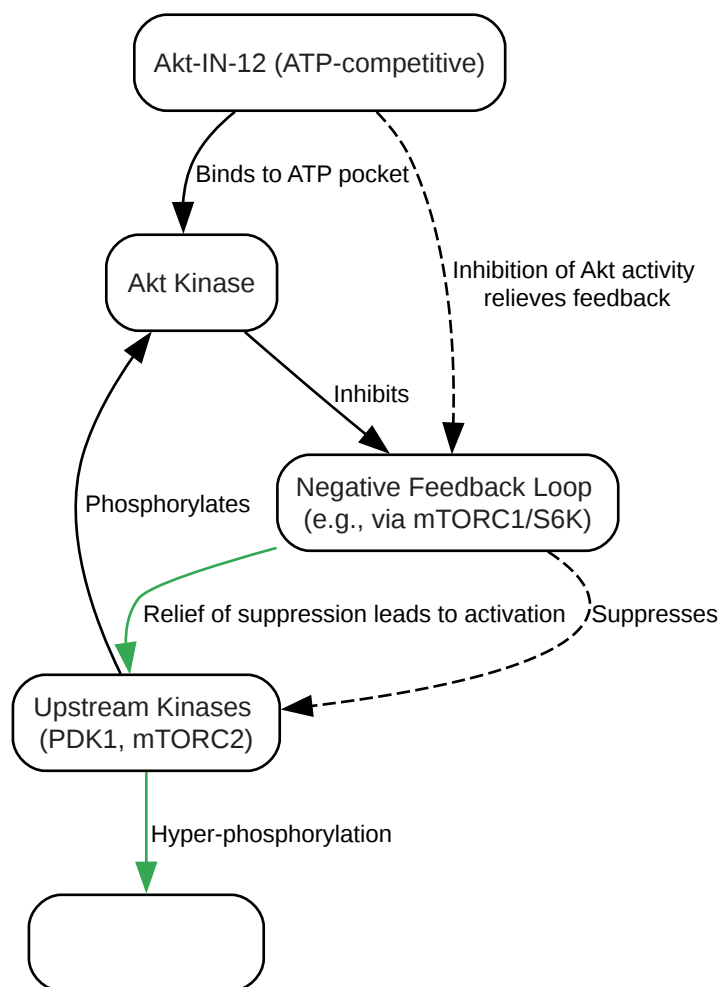 Akt-IN-12 (ATP-competitive)
Binds to ATP pocket
Inhibition of Akt activity
relieves feedback
Akt Kinase
Inhibits
Negative Feedback Loop
(e.g., via mTORC1/S6K)
Phosphorylates
Relief of suppression leads to activation
Suppresses
Upstream Kinases
(PDK1, mTORC2)
Hyper-phosphorylation